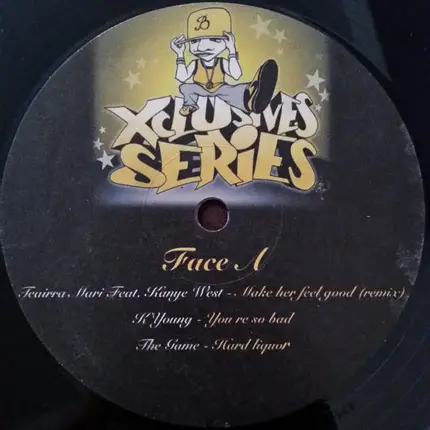 B
XCLUSIVES
SERIES
Face A
Teairra Mari Feat. Kanye West - Make her feel good (remix)
K'Young - You're so bad
The Game - Hard liquor